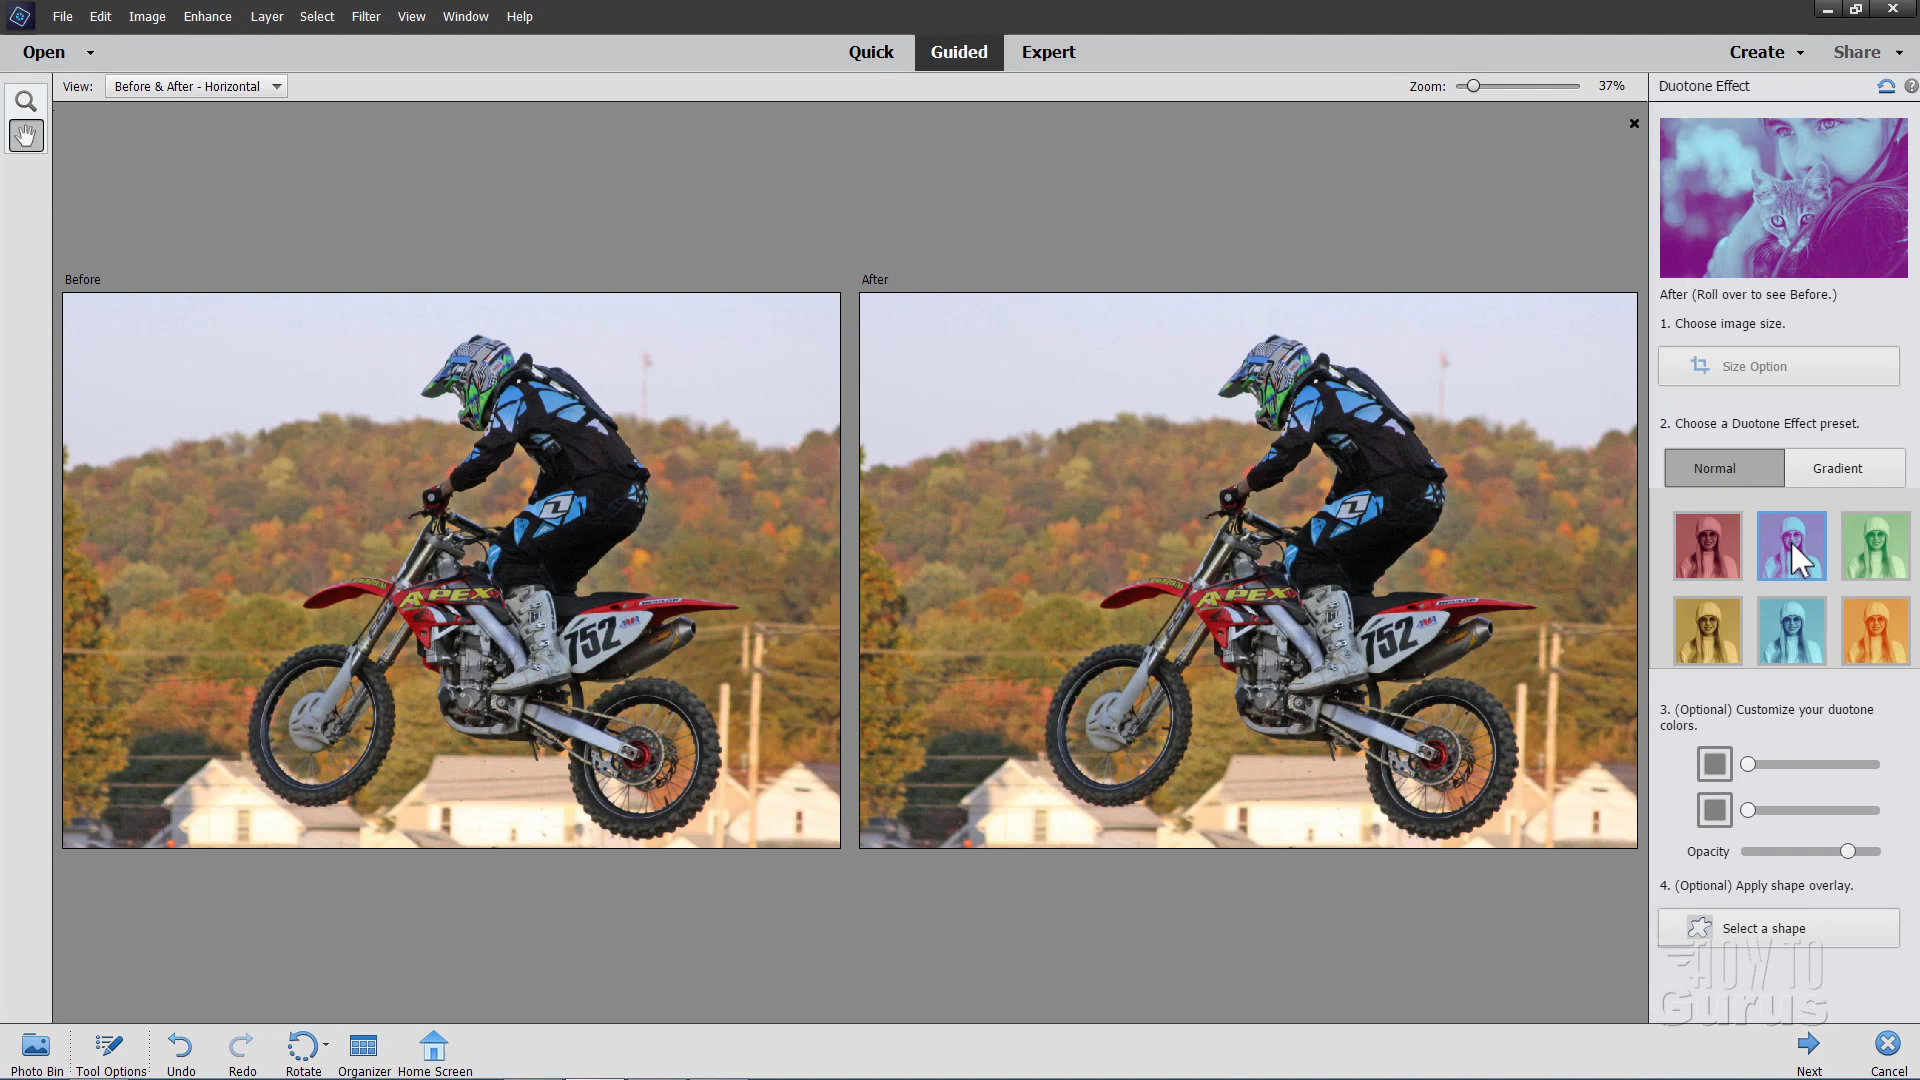 File Edit Image Enhance Layer Select Filter View Window Help
Open Quick Guided Expert Create Share
View: Before & After - Horizontal Zoom: 37% Duotone Effect
Before After
APEX APEX
752 752
After (Roll over to see Before.)
1. Choose image size.
Size Option
2. Choose a Duotone Effect preset.
Normal Gradient
3. (Optional) Customize your duotone
colors.
Opacity
4. (Optional) Apply shape overlay.
Select a shape
HOW TO
Gurus
Photo Bin Tool Options Undo Redo Rotate Organizer Home Screen Next Cancel